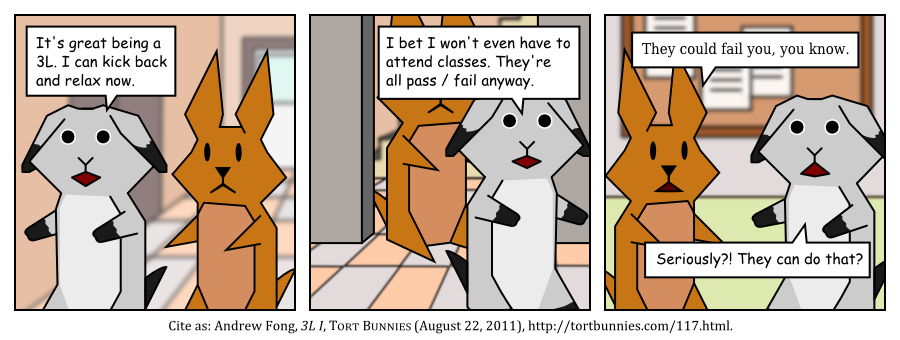 It's great being a
3L. I can kick back
and relax now.
I bet I won't even have to
attend classes. They're
all pass / fail anyway.
They could fail you, you know.
Seriously?! They can do that?
Cite as: Andrew Fong, 3L I, TORT BUNNIES (August 22, 2011), http://tortbunnies.com/117.html.